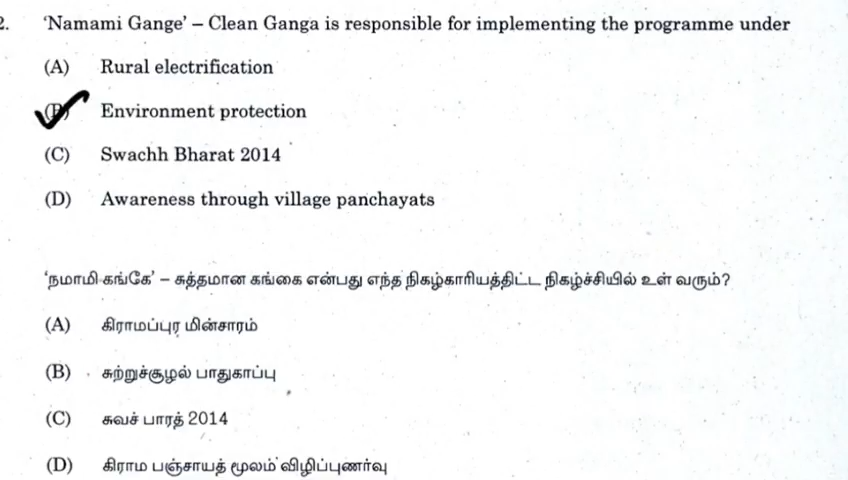 2. ‘Namami Gange’ – Clean Ganga is responsible for implementing the programme under
(A) Rural electrification
(B) Environment protection
(C) Swachh Bharat 2014
(D) Awareness through village panchayats
‘நமாமி கங்கே’ – சுத்தமான கங்கை என்பது எந்த நிகழ்காரியத்திட்ட நிகழ்ச்சியில் உள் வரும்?
(A) கிராமப்புர மின்சாரம்
(B) சுற்றுச்சூழல் பாதுகாப்பு
(C) சுவச் பாரத் 2014
(D) கிராம பஞ்சாயத் மூலம் விழிப்புணர்வு